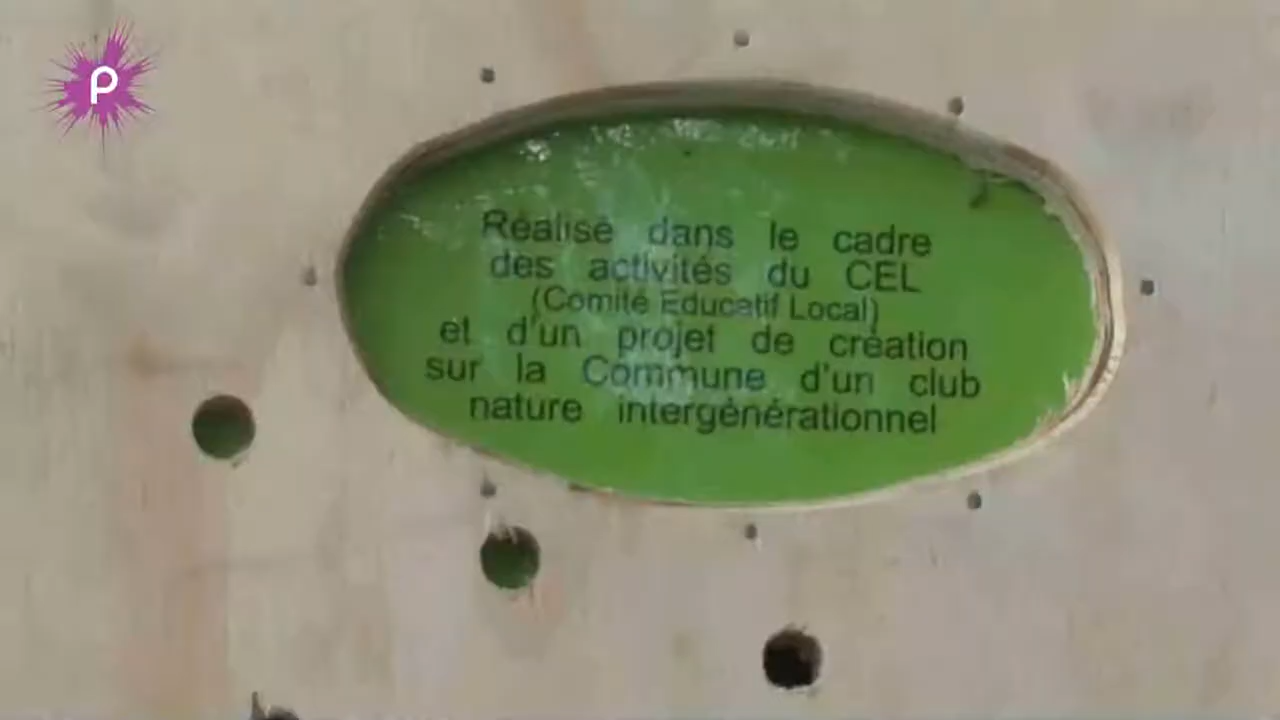 P
Réalisé dans le cadre
des activités du CEL
(Comité Educatif Local)
et d'un projet de création
sur la Commune d'un club
nature intergénérationnel